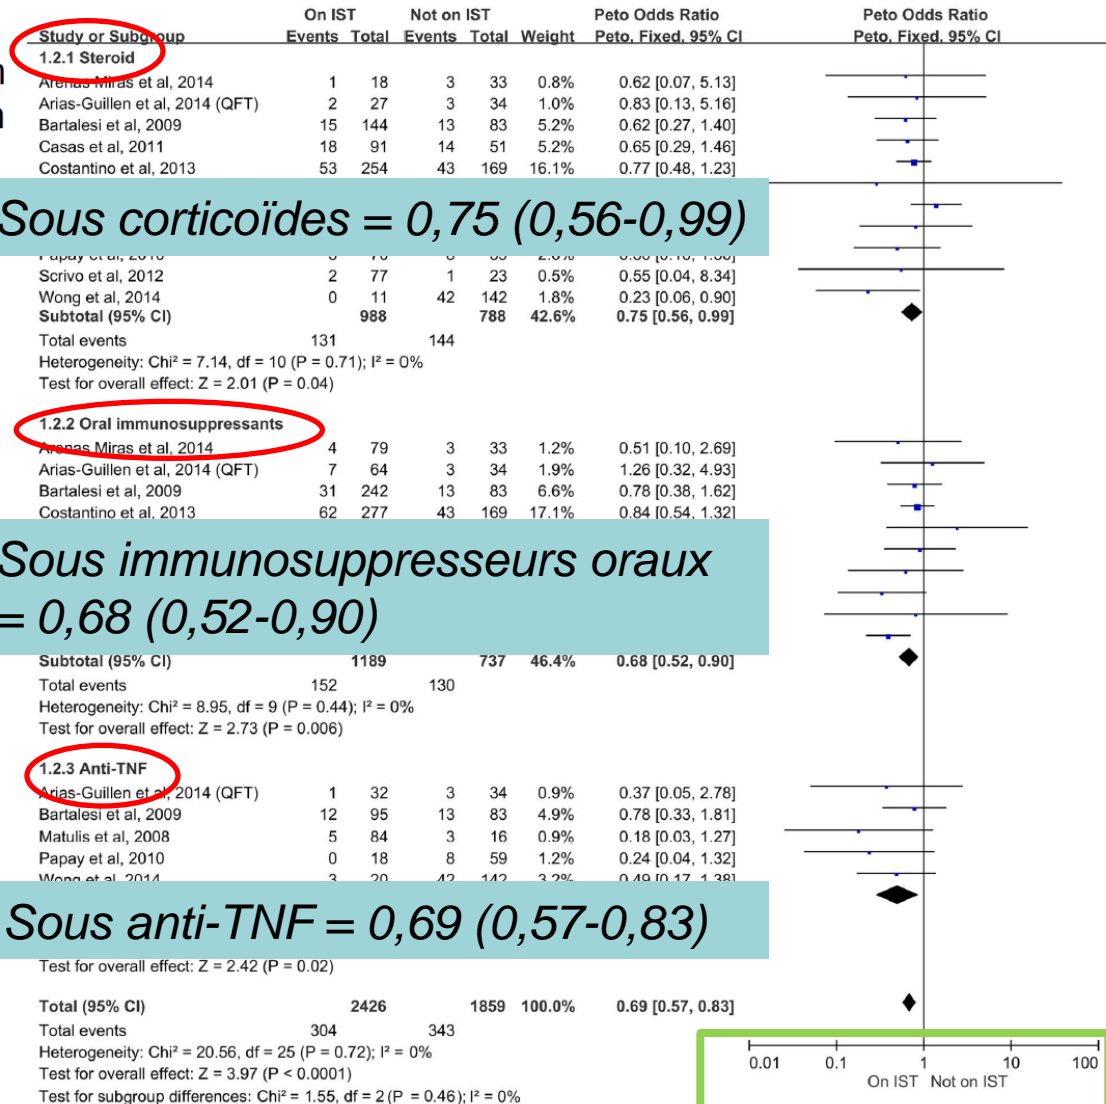 On IST Not on IST Peto Odds Ratio Peto Odds Ratio
Study or Subgroup Events Total Events Total Weight Peto, Fixed, 95% CI Peto, Fixed, 95% CI
1.2.1 Steroid
Arenas Miras et al, 2014 1 18 3 33 0.8% 0.62 [0.07, 5.13]
Arias-Guillen et al, 2014 (QFT) 2 27 3 34 1.0% 0.83 [0.13, 5.16]
Bartalesi et al, 2009 15 144 13 83 5.2% 0.62 [0.27, 1.40]
Casas et al, 2011 18 91 14 51 5.2% 0.65 [0.29, 1.46]
Costantino et al, 2013 53 254 43 169 16.1% 0.77 [0.48, 1.23]
Sous corticoïdes = 0,75 (0,56-0,99)
Scrivo et al, 2012 2 77 1 23 0.5% 0.55 [0.04, 8.34]
Wong et al, 2014 0 11 42 142 1.8% 0.23 [0.06, 0.90]
Subtotal (95% CI) 988 788 42.6% 0.75 [0.56, 0.99]
Total events 131 144
Heterogeneity: Chi² = 7.14, df = 10 (P = 0.71); I² = 0%
Test for overall effect: Z = 2.01 (P = 0.04)
1.2.2 Oral immunosuppressants
Arenas Miras et al, 2014 4 79 3 33 1.2% 0.51 [0.10, 2.69]
Arias-Guillen et al, 2014 (QFT) 7 64 3 34 1.9% 1.26 [0.32, 4.93]
Bartalesi et al, 2009 31 242 13 83 6.6% 0.78 [0.38, 1.62]
Costantino et al, 2013 62 277 43 169 17.1% 0.84 [0.54, 1.32]
Sous immunosuppresseurs oraux
= 0,68 (0,52-0,90)
Subtotal (95% CI) 1189 737 46.4% 0.68 [0.52, 0.90]
Total events 152 130
Heterogeneity: Chi² = 8.95, df = 9 (P = 0.44); I² = 0%
Test for overall effect: Z = 2.73 (P = 0.006)
1.2.3 Anti-TNF
Arias-Guillen et al, 2014 (QFT) 1 32 3 34 0.9% 0.37 [0.05, 2.78]
Bartalesi et al, 2009 12 95 13 83 4.9% 0.78 [0.33, 1.81]
Matulis et al, 2008 5 84 3 16 0.9% 0.18 [0.03, 1.27]
Papay et al, 2010 0 18 8 59 1.2% 0.24 [0.04, 1.32]
Wong et al, 2014 3 20 42 142 3.2% 0.49 [0.17, 1.38]
Sous anti-TNF = 0,69 (0,57-0,83)
Test for overall effect: Z = 2.42 (P = 0.02)
Total (95% CI) 2426 1859 100.0% 0.69 [0.57, 0.83]
Total events 304 343
Heterogeneity: Chi² = 20.56, df = 25 (P = 0.72); I² = 0%
Test for overall effect: Z = 3.97 (P < 0.0001)
Test for subgroup differences: Chi² = 1.55, df = 2 (P = 0.46); I² = 0%
0.01 0.1 1 10 100
On IST Not on IST